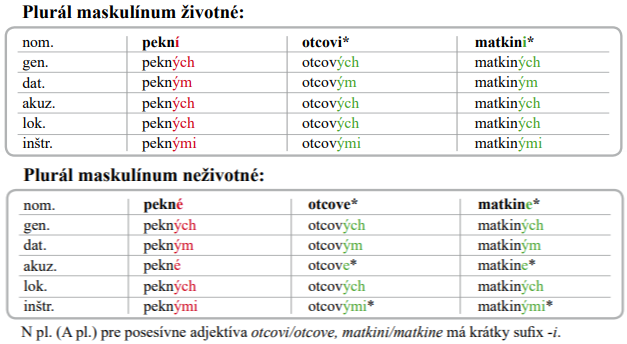 Plurál maskulínum životné:
nom. pekní otcovi* matkini*
gen. pekných otcových matkiných
dat. pekným otcovým matkiným
akuz. pekných otcových matkiných
lok. pekných otcových matkiných
inštr. peknými otcovými matkinými
Plurál maskulínum neživotné:
nom. pekné otcove* matkine*
gen. pekných otcových matkiných
dat. pekným otcovým matkiným
akuz. pekné otcove* matkine*
lok. pekných otcových matkiných
inštr. peknými otcovými* matkinými*
N pl. (A pl.) pre posesívne adjektíva otcovi/otcove, matkini/matkine má krátky sufix -i.